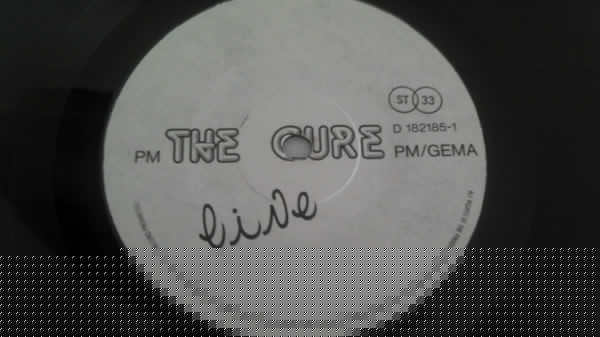 ST 33
D 182185-1
PM THE CURE PM/GEMA
live